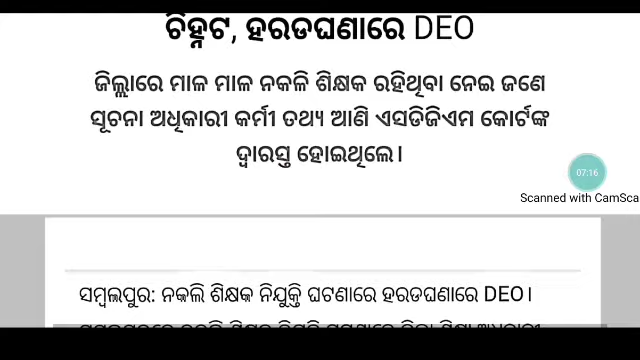 ଚିହ୍ନଟ, ହରଡଘଣାରେ DEO
ଜିଲ୍ଲାରେ ମାଳ ମାଳ ନକଳି ଶିକ୍ଷକ ରହିଥିବା ନେଇ ଜଣେ
ସୂଚନା ଅଧିକାରୀ କର୍ମୀ ତଥ୍ୟ ଆଣି ଏସଡିଜିଏମ କୋର୍ଟଙ୍କ
ଦ୍ୱାରସ୍ତ ହୋଇଥିଲେ।
07:16
Scanned with CamSca
ସମ୍ବଲପୁର: ନକଲି ଶିକ୍ଷକ ନିଯୁକ୍ତି ଘଟଣାରେ ହରଡଘଣାରେ DEO।